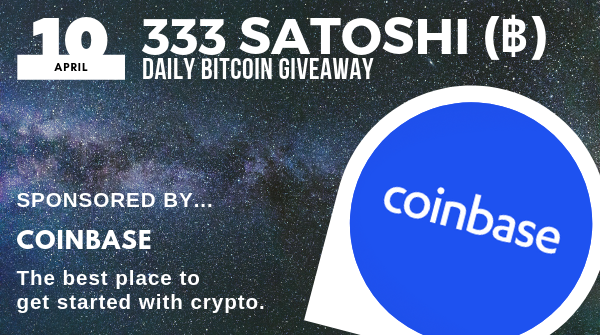 10
APRIL
333 SATOSHI (฿)
DAILY BITCOIN GIVEAWAY
SPONSORED BY...
COINBASE
The best place to
get started with crypto.
coinbase